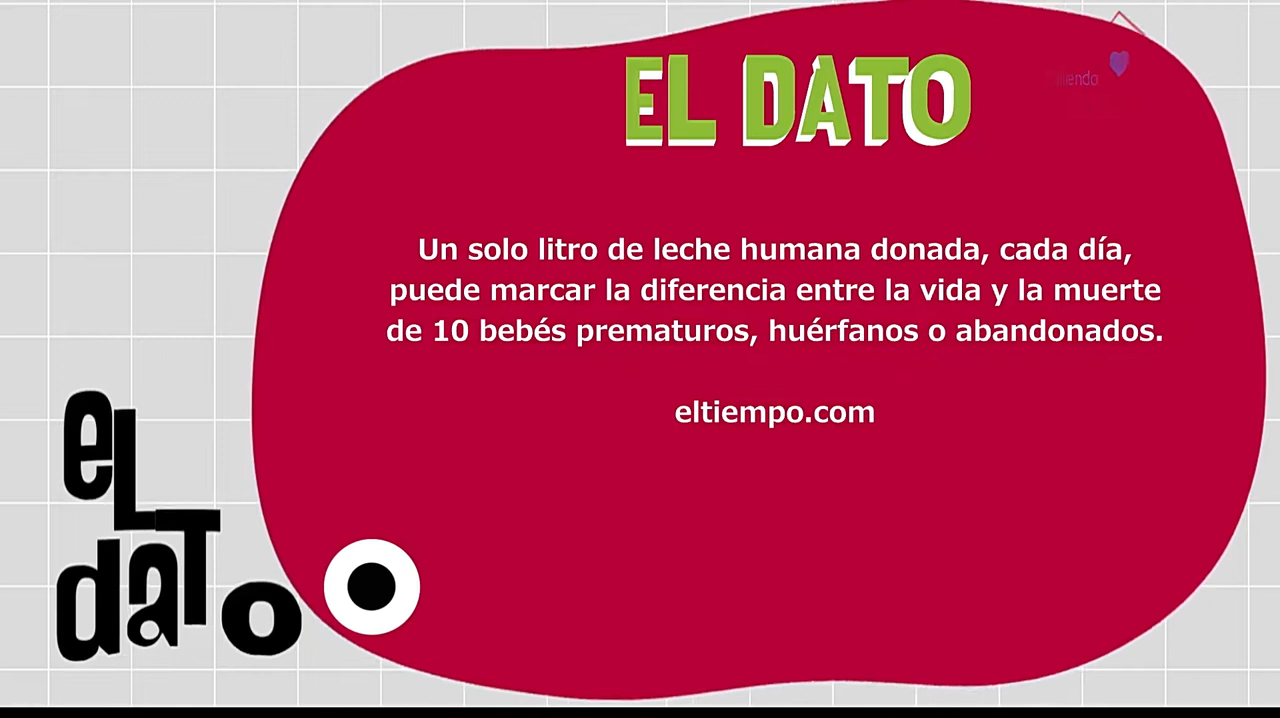 EL DATO
Un solo litro de leche humana donada, cada día,
puede marcar la diferencia entre la vida y la muerte
de 10 bebés prematuros, huérfanos o abandonados.
eltiempo.com
eL
daTo